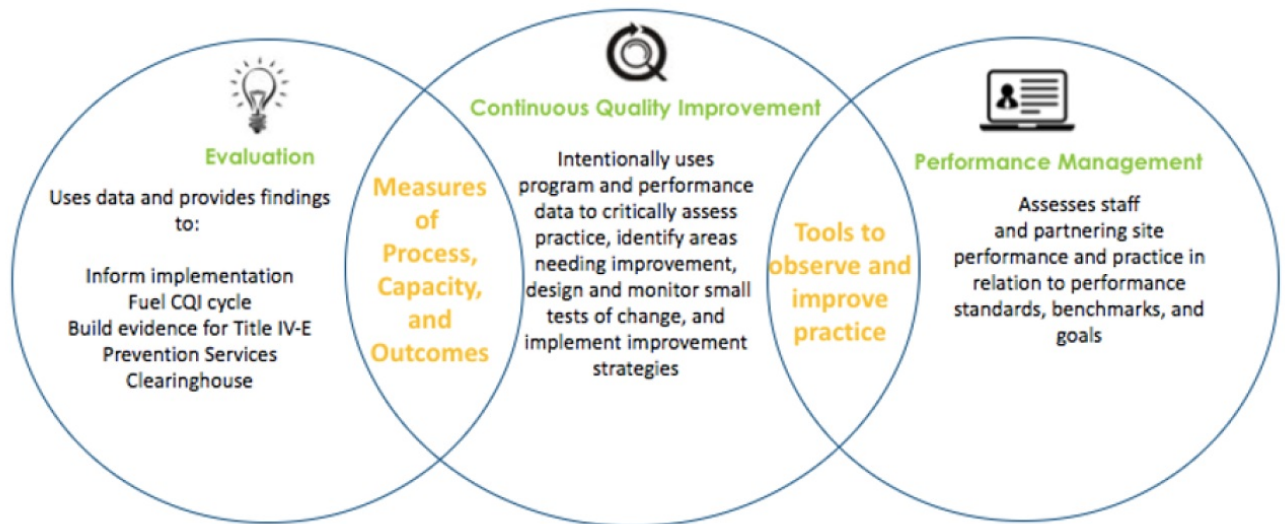 Evaluation
Uses data and provides findings
to:
Inform implementation
Fuel CQI cycle
Build evidence for Title IV-E
Prevention Services
Clearinghouse
Measures
of
Process,
Capacity,
and
Outcomes
Continuous Quality Improvement
Intentionally uses
program and performance
data to critically assess
practice, identify areas
needing improvement,
design and monitor small
tests of change, and
implement improvement
strategies
Tools to
observe and
improve
practice
Performance Management
Assesses staff
and partnering site
performance and practice in
relation to performance
standards, benchmarks, and
goals